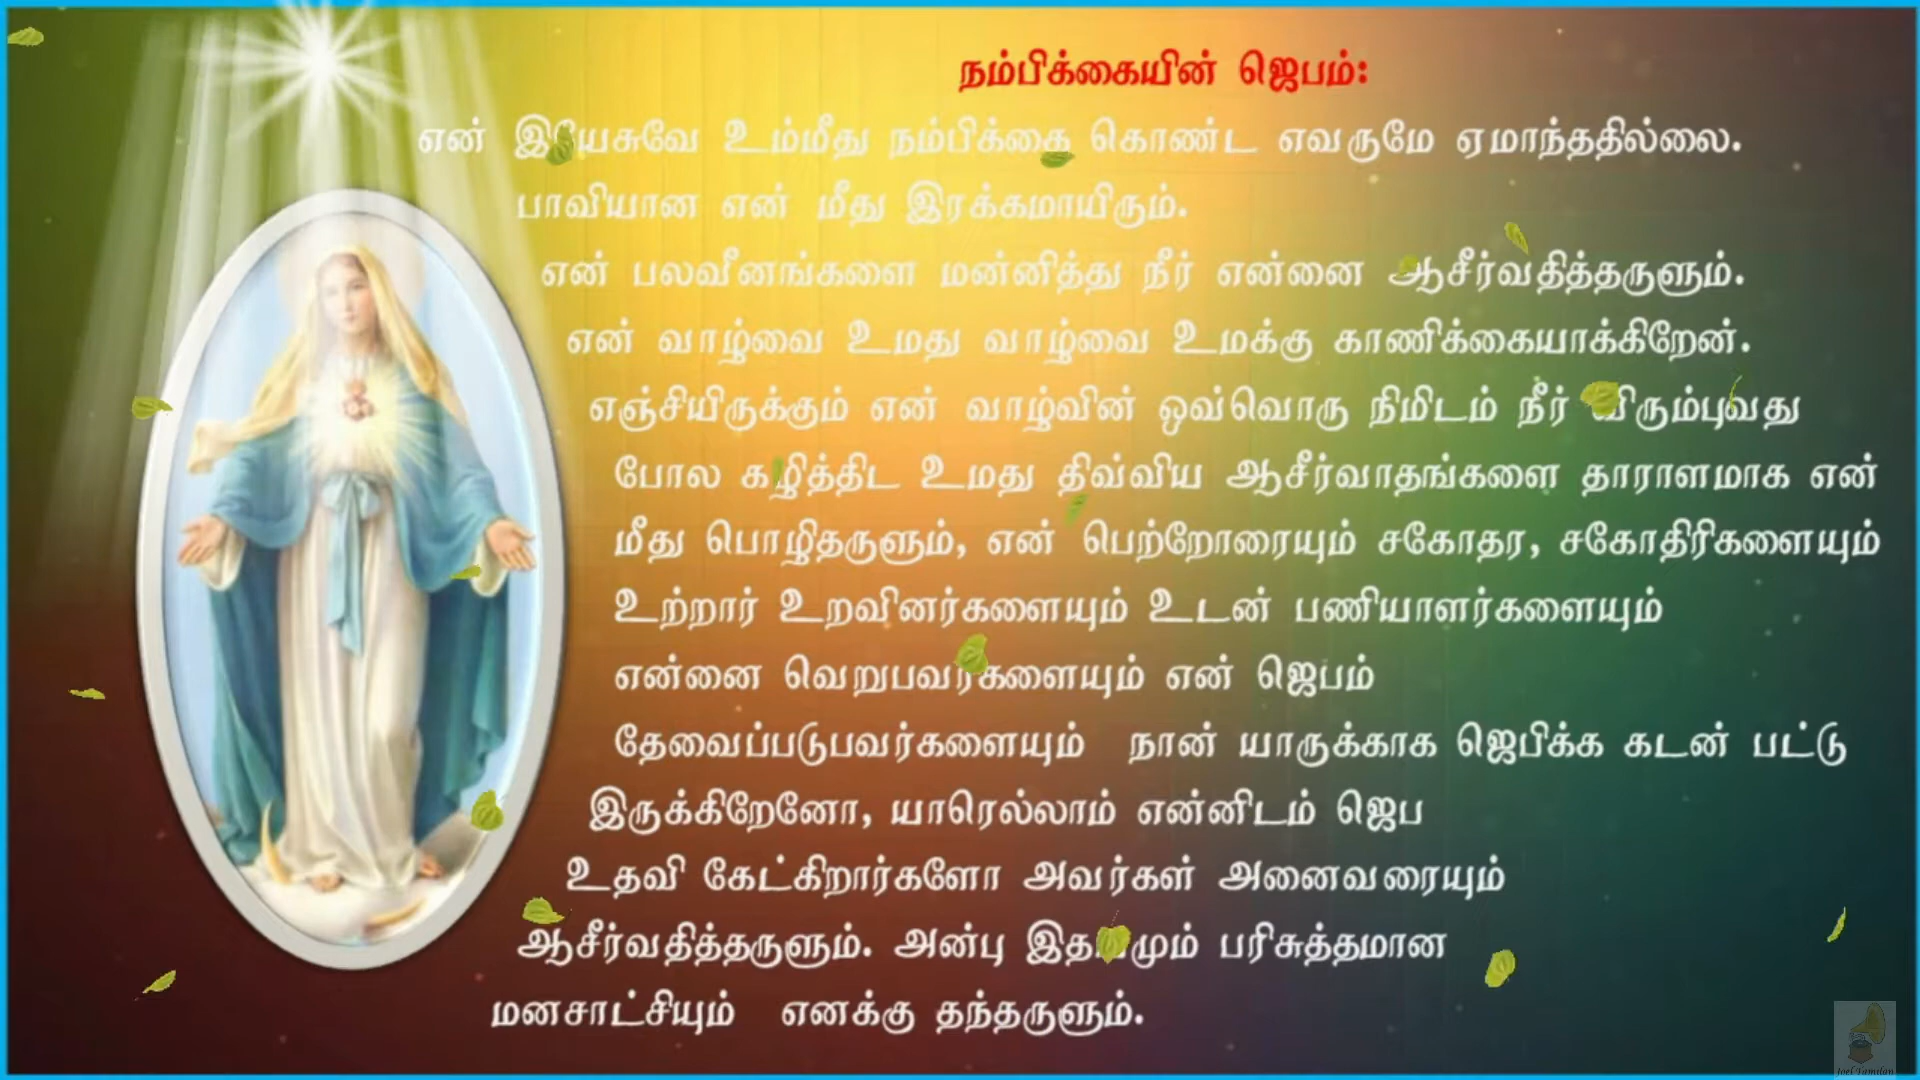 நம்பிக்கையின் ஜெபம்:
என் இயேசுவே உம்மீது நம்பிக்கை கொண்ட எவருமே ஏமாந்ததில்லை.
பாவியான என் மீது இரக்கமாயிரும்.
என் பலவீனங்களை மன்னித்து நீர் என்னை ஆசீர்வதித்தருளும்.
என் வாழ்வை உமது வாழ்வை உமக்கு காணிக்கையாக்கிறேன்.
எஞ்சியிருக்கும் என் வாழ்வின் ஒவ்வொரு நிமிடம் நீர் விரும்புவது
போல கழித்திட உமது திவ்விய ஆசீர்வாதங்களை தாராளமாக என்
மீது பொழிதருளும், என் பெற்றோரையும் சகோதர, சகோதிரிகளையும்
உற்றார் உறவினர்களையும் உடன் பணியாளர்களையும்
என்னை வெறுபவர்களையும் என் ஜெபம்
தேவைப்படுபவர்களையும் நான் யாருக்காக ஜெபிக்க கடன் பட்டு
இருக்கிறேனோ, யாரெல்லாம் என்னிடம் ஜெப
உதவி கேட்கிறார்களோ அவர்கள் அனைவரையும்
ஆசீர்வதித்தருளும். அன்பு இதயமும் பரிசுத்தமான
மனசாட்சியும் எனக்கு தந்தருளும்.
Joel Tamilan